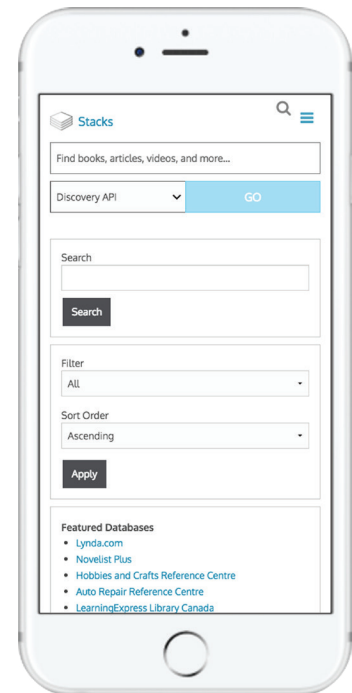 Stacks
Find books, articles, videos, and more...
Discovery API
GO
Search
Search
Filter
All
Sort Order
Ascending
Apply
Featured Databases
Lynda.com
Novelist Plus
Hobbies and Crafts Reference Centre
Auto Repair Reference Centre
LearningExpress Library Canada